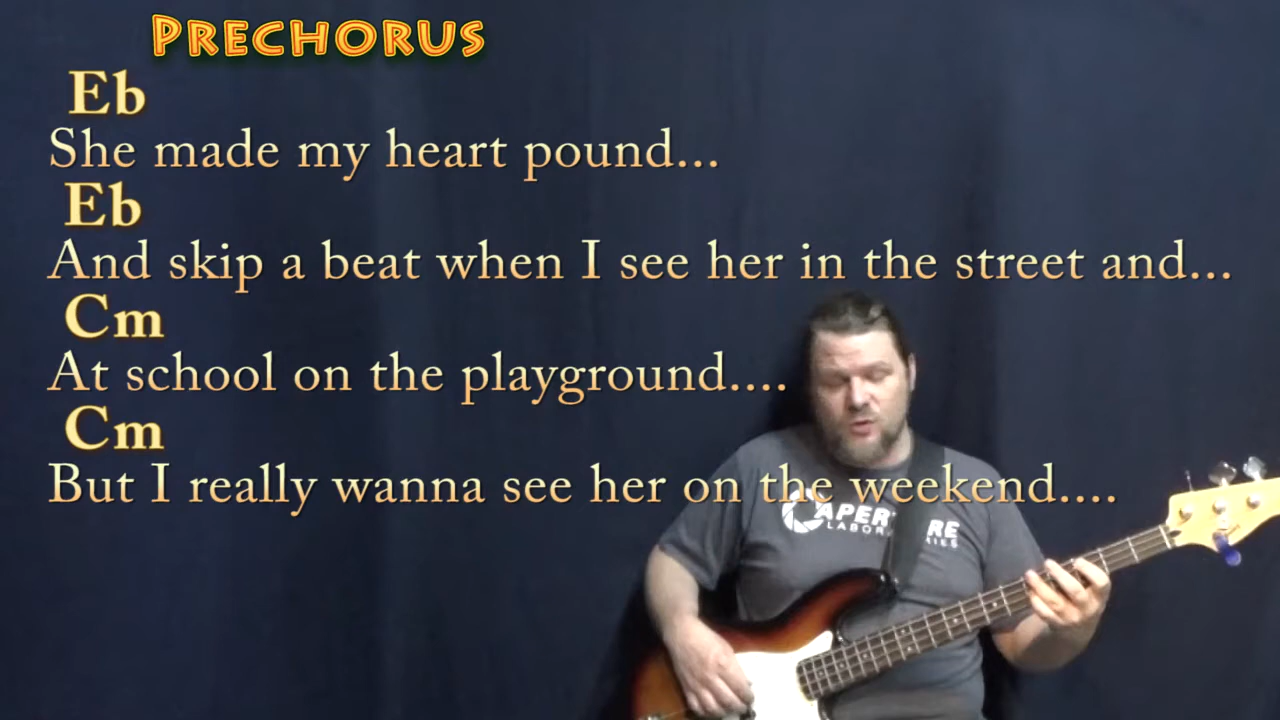 Prechorus
Eb
She made my heart pound...
Eb
And skip a beat when I see her in the street and...
Cm
At school on the playground....
Cm
But I really wanna see her on the weekend....